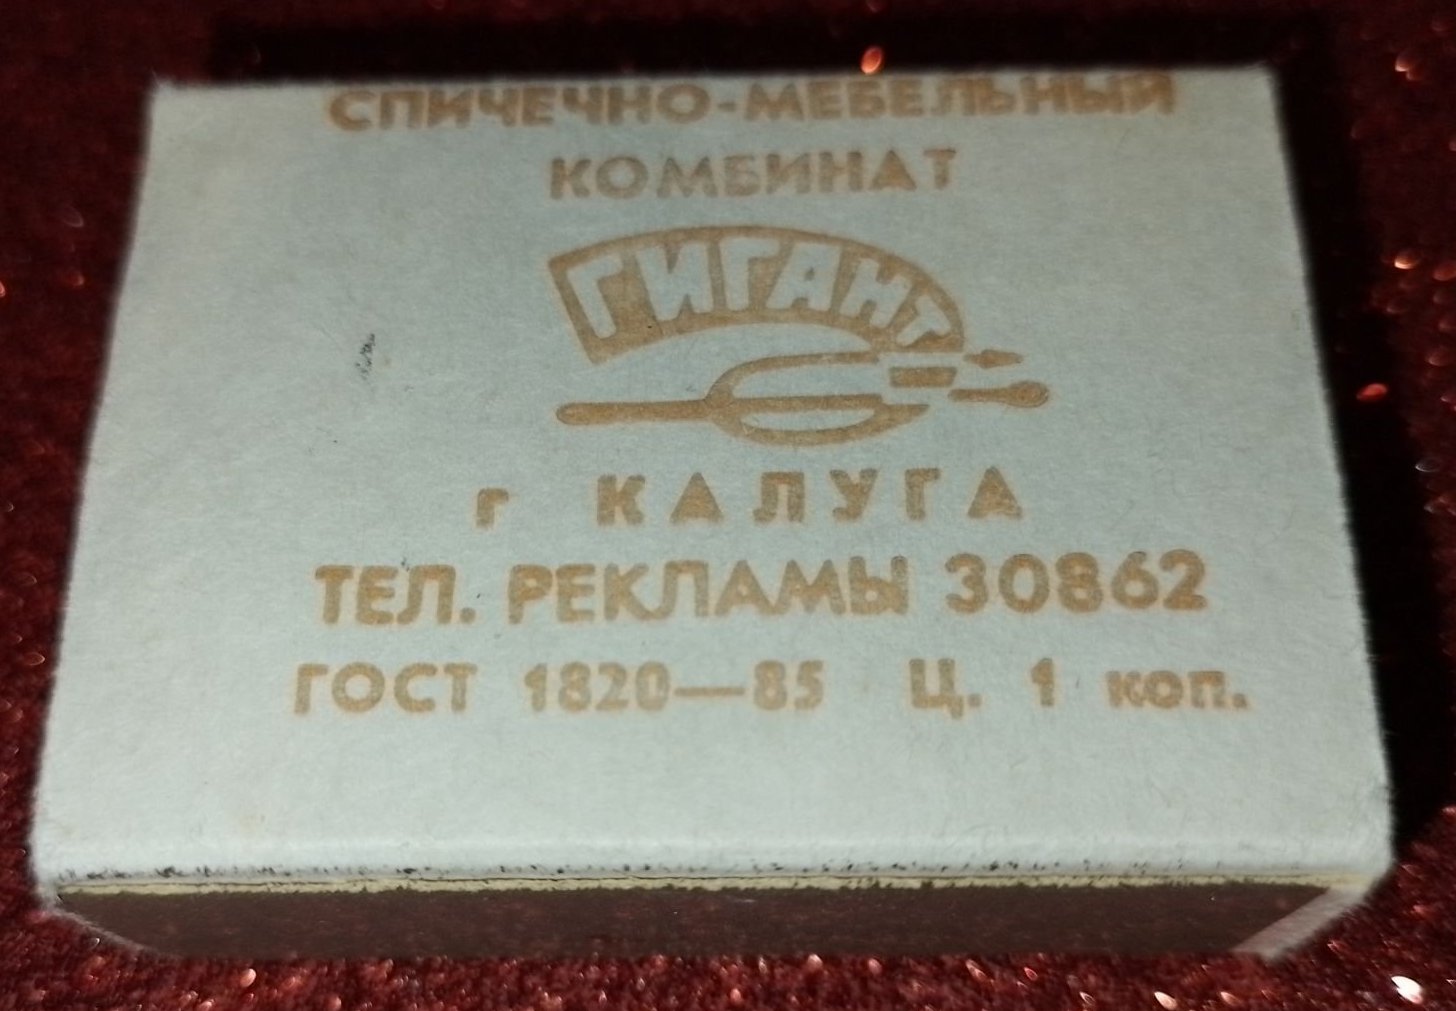 СПИЧЕЧНО-МЕБЕЛЬНЫЙ
КОМБИНАТ
ГИГАНТ
г КАЛУГА
ТЕЛ. РЕКЛАМЫ 30862
ГОСТ 1820—85 Ц. 1 коп.